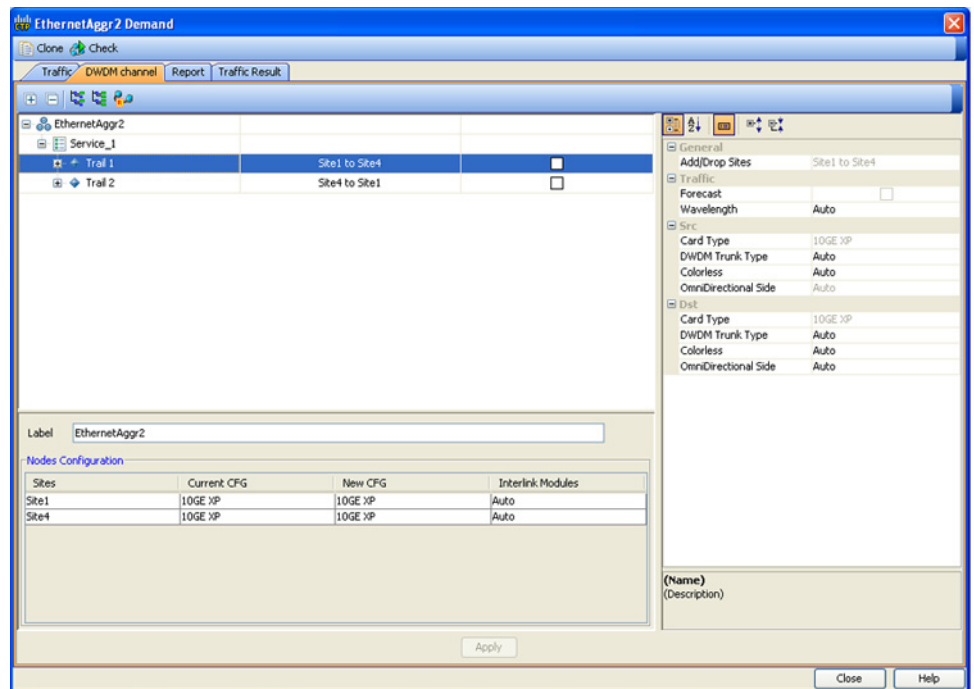 CTP EthernetAggr2 Demand
Clone Check
Traffic DWDM channel Report Traffic Result
EthernetAggr2
Service_1
Trail 1 Site1 to Site4
Trail 2 Site4 to Site1
General
Add/Drop Sites Site1 to Site4
Traffic
Forecast
Wavelength Auto
Src
Card Type 10GE XP
DWDM Trunk Type Auto
Colorless Auto
OmniDirectional Side Auto
Dst
Card Type 10GE XP
DWDM Trunk Type Auto
Colorless Auto
OmniDirectional Side Auto
Label EthernetAggr2
Nodes Configuration
Sites Current CFG New CFG Interlink Modules
Site1 10GE XP 10GE XP Auto
Site4 10GE XP 10GE XP Auto
(Name)
(Description)
Apply
Close Help